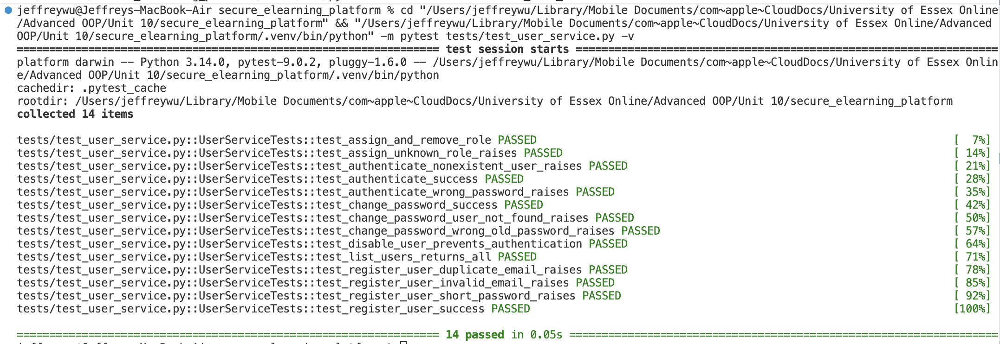 jeffreywu@Jeffreys-MacBook-Air secure_elearning_platform % cd "/Users/jeffreywu/Library/Mobile Documents/com~apple~CloudDocs/University of Essex Online
/Advanced OOP/Unit 10/secure_elearning_platform" && "/Users/jeffreywu/Library/Mobile Documents/com~apple~CloudDocs/University of Essex Online/Advanced
OOP/Unit 10/secure_elearning_platform/.venv/bin/python" -m pytest tests/test_user_service.py -v
================================================================= test session starts =================================================================
platform darwin -- Python 3.14.0, pytest-9.0.2, pluggy-1.6.0 -- /Users/jeffreywu/Library/Mobile Documents/com~apple~CloudDocs/University of Essex Onlin
e/Advanced OOP/Unit 10/secure_elearning_platform/.venv/bin/python
cachedir: .pytest_cache
rootdir: /Users/jeffreywu/Library/Mobile Documents/com~apple~CloudDocs/University of Essex Online/Advanced OOP/Unit 10/secure_elearning_platform
collected 14 items
tests/test_user_service.py::UserServiceTests::test_assign_and_remove_role PASSED [  7%]
tests/test_user_service.py::UserServiceTests::test_assign_unknown_role_raises PASSED [ 14%]
tests/test_user_service.py::UserServiceTests::test_authenticate_nonexistent_user_raises PASSED [ 21%]
tests/test_user_service.py::UserServiceTests::test_authenticate_success PASSED [ 28%]
tests/test_user_service.py::UserServiceTests::test_authenticate_wrong_password_raises PASSED [ 35%]
tests/test_user_service.py::UserServiceTests::test_change_password_success PASSED [ 42%]
tests/test_user_service.py::UserServiceTests::test_change_password_user_not_found_raises PASSED [ 50%]
tests/test_user_service.py::UserServiceTests::test_change_password_wrong_old_password_raises PASSED [ 57%]
tests/test_user_service.py::UserServiceTests::test_disable_user_prevents_authentication PASSED [ 64%]
tests/test_user_service.py::UserServiceTests::test_list_users_returns_all PASSED [ 71%]
tests/test_user_service.py::UserServiceTests::test_register_user_duplicate_email_raises PASSED [ 78%]
tests/test_user_service.py::UserServiceTests::test_register_user_invalid_email_raises PASSED [ 85%]
tests/test_user_service.py::UserServiceTests::test_register_user_short_password_raises PASSED [ 92%]
tests/test_user_service.py::UserServiceTests::test_register_user_success PASSED [100%]
================================================================= 14 passed in 0.05s ==================================================================